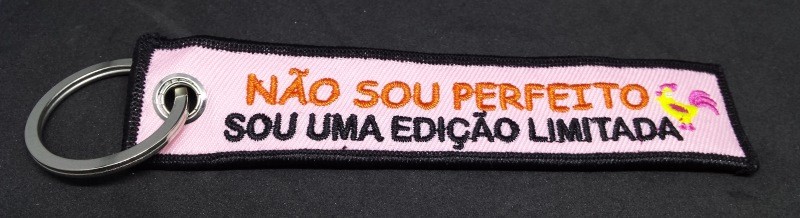 NÃO SOU PERFEITO
SOU UMA EDIÇÃO LIMITADA